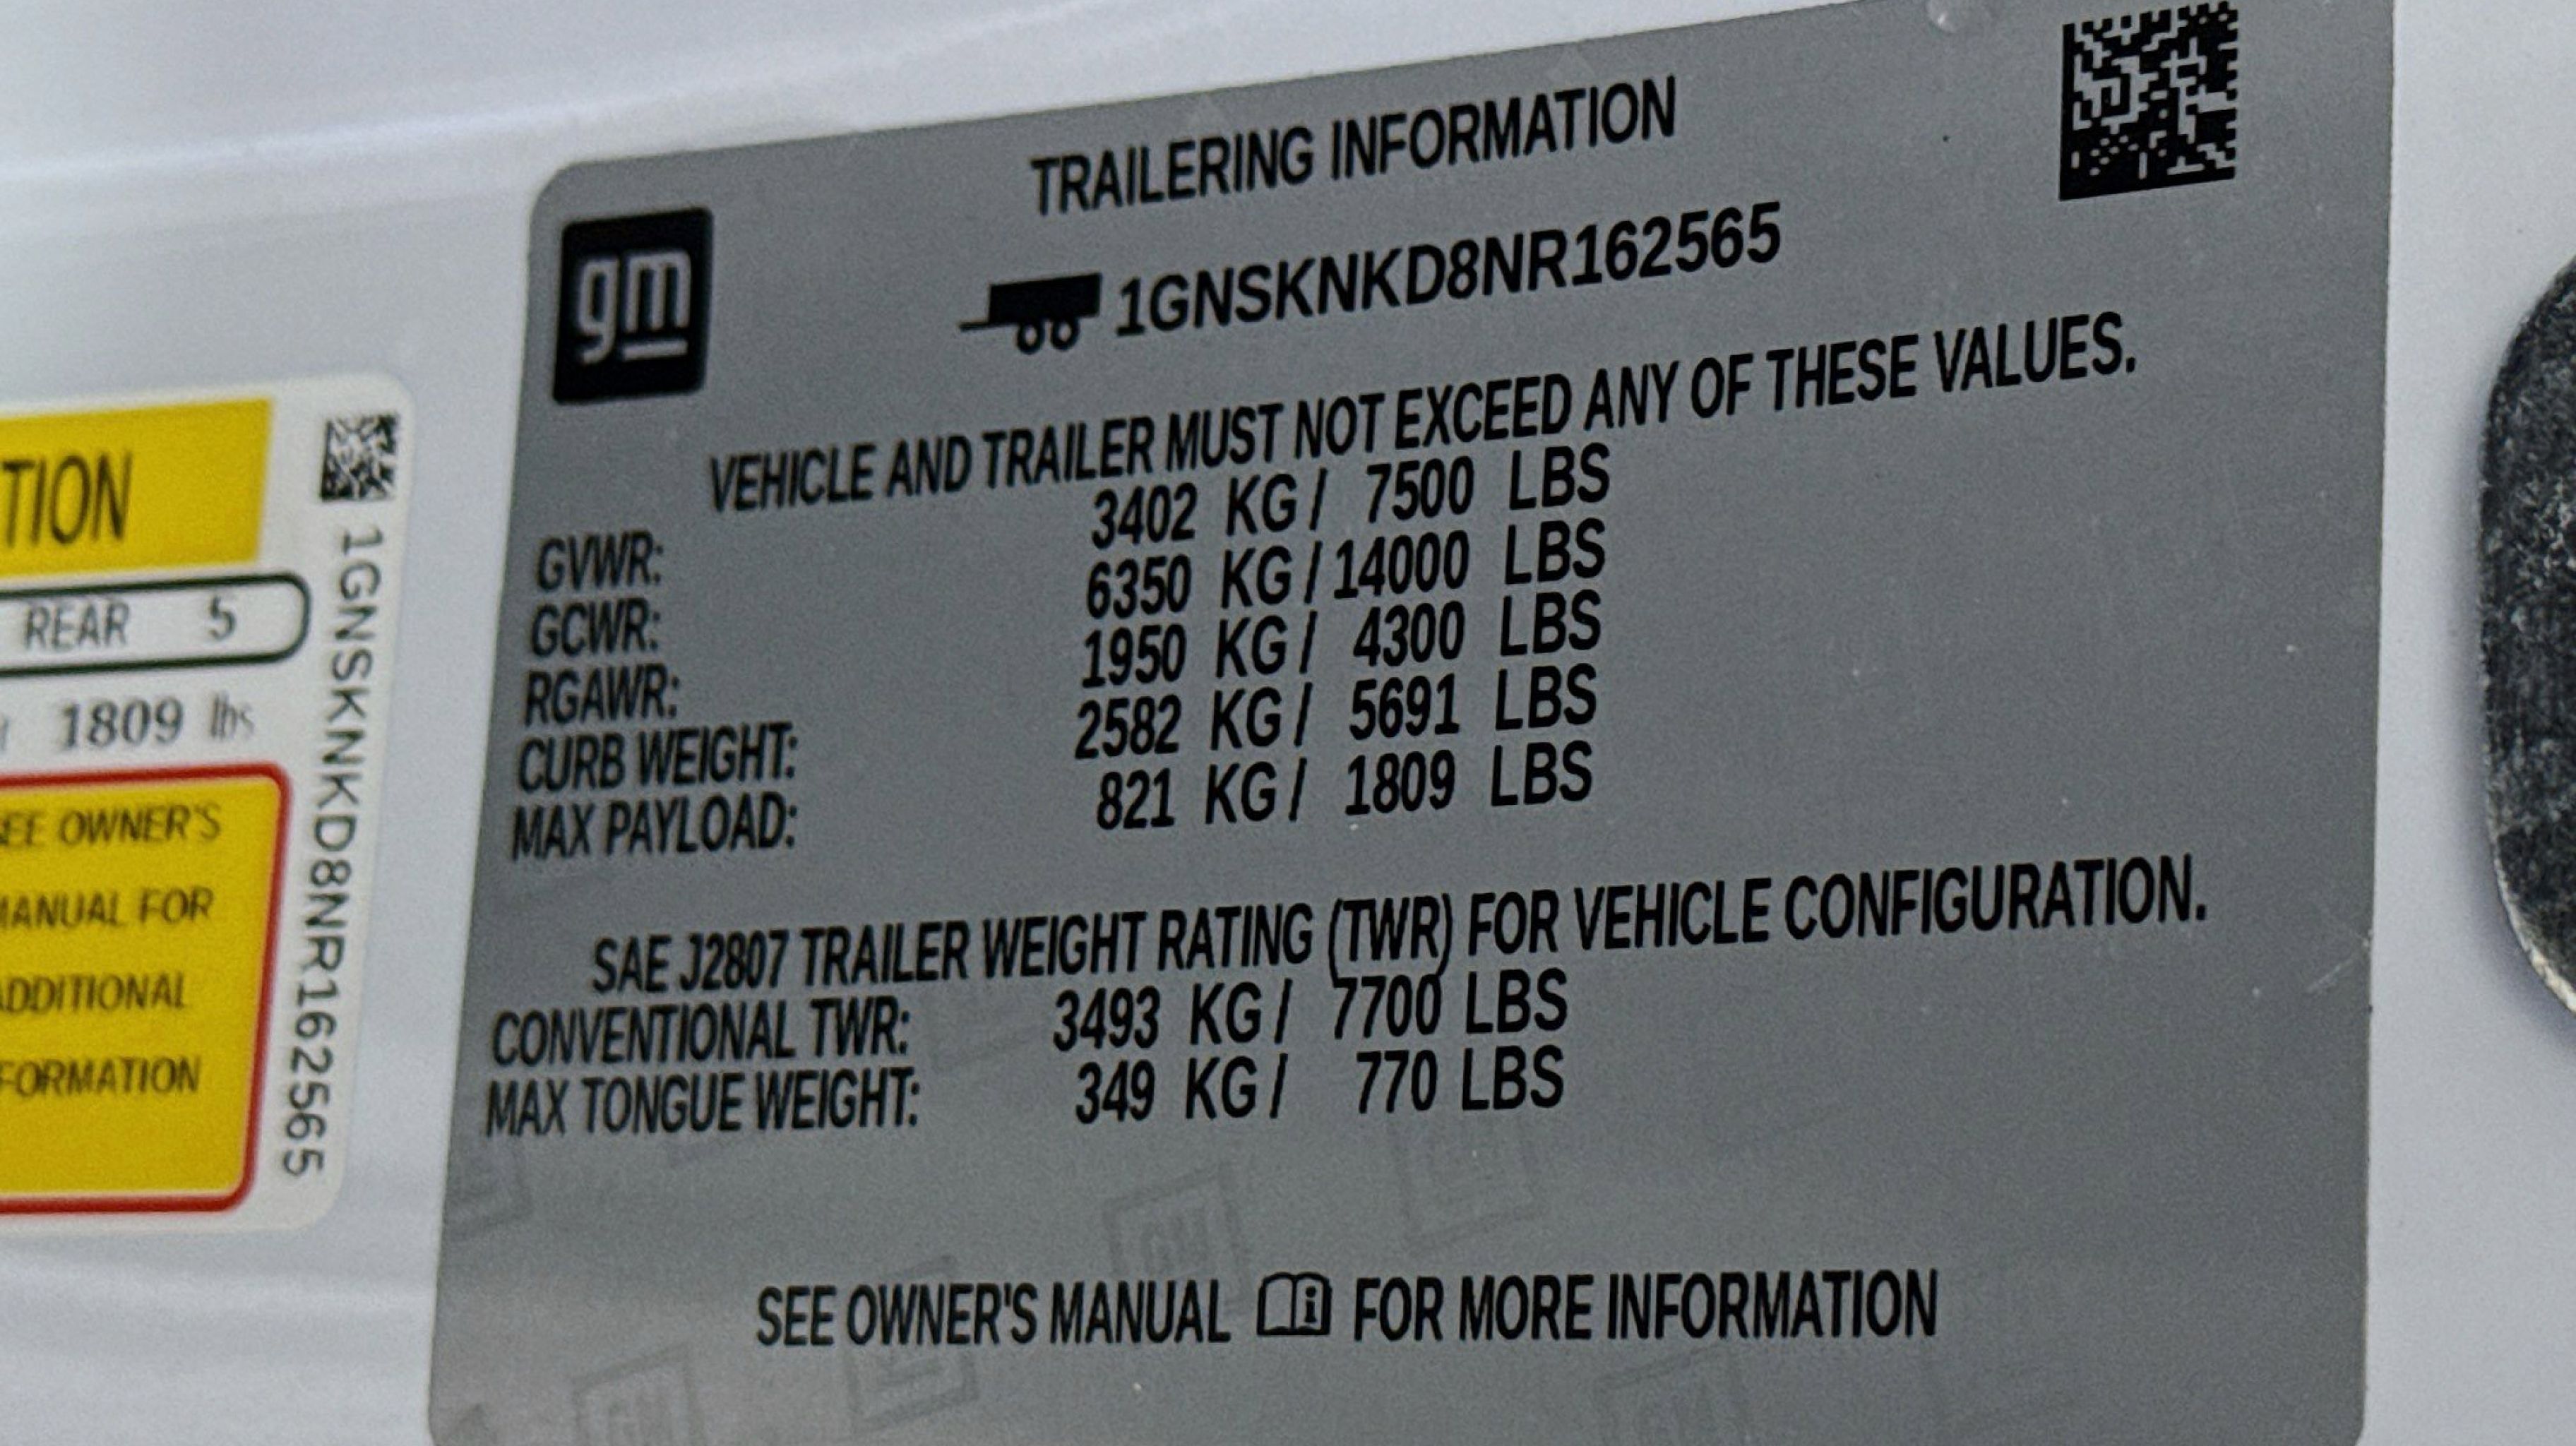 TION
REAR 5
1809 lbs
SEE OWNER'S
MANUAL FOR
ADDITIONAL
FORMATION
1GNSKNKD8NR162565
gm
TRAILERING INFORMATION
1GNSKNKD8NR162565
VEHICLE AND TRAILER MUST NOT EXCEED ANY OF THESE VALUES.
GVWR: 3402 KG / 7500 LBS
GCWR: 6350 KG / 14000 LBS
RGAWR: 1950 KG / 4300 LBS
CURB WEIGHT: 2582 KG / 5691 LBS
MAX PAYLOAD: 821 KG / 1809 LBS
SAE J2807 TRAILER WEIGHT RATING (TWR) FOR VEHICLE CONFIGURATION.
CONVENTIONAL TWR: 3493 KG / 7700 LBS
MAX TONGUE WEIGHT: 349 KG / 770 LBS
SEE OWNER'S MANUAL FOR MORE INFORMATION